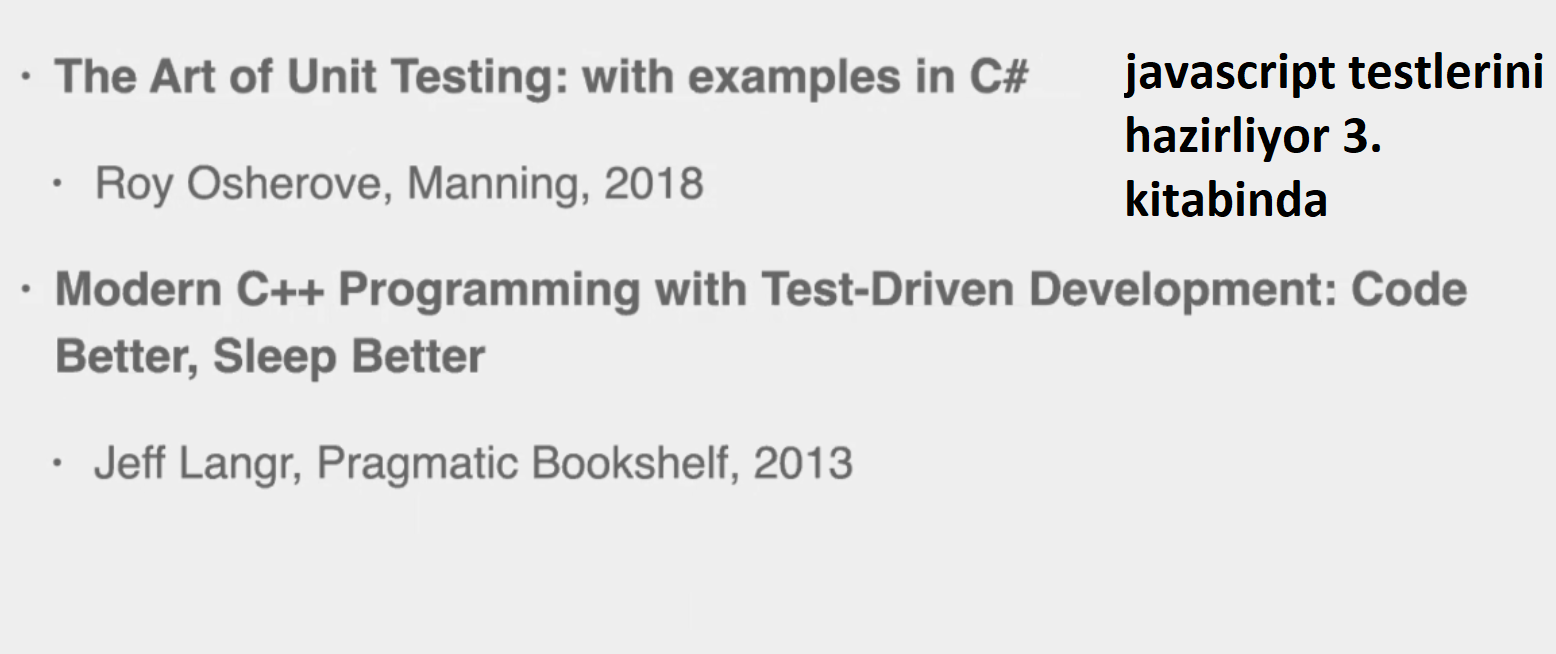 • The Art of Unit Testing: with examples in C#
• Roy Osherove, Manning, 2018
• Modern C++ Programming with Test-Driven Development: Code
Better, Sleep Better
• Jeff Langr, Pragmatic Bookshelf, 2013
javascript testlerini
hazirliyor 3.
kitabinda